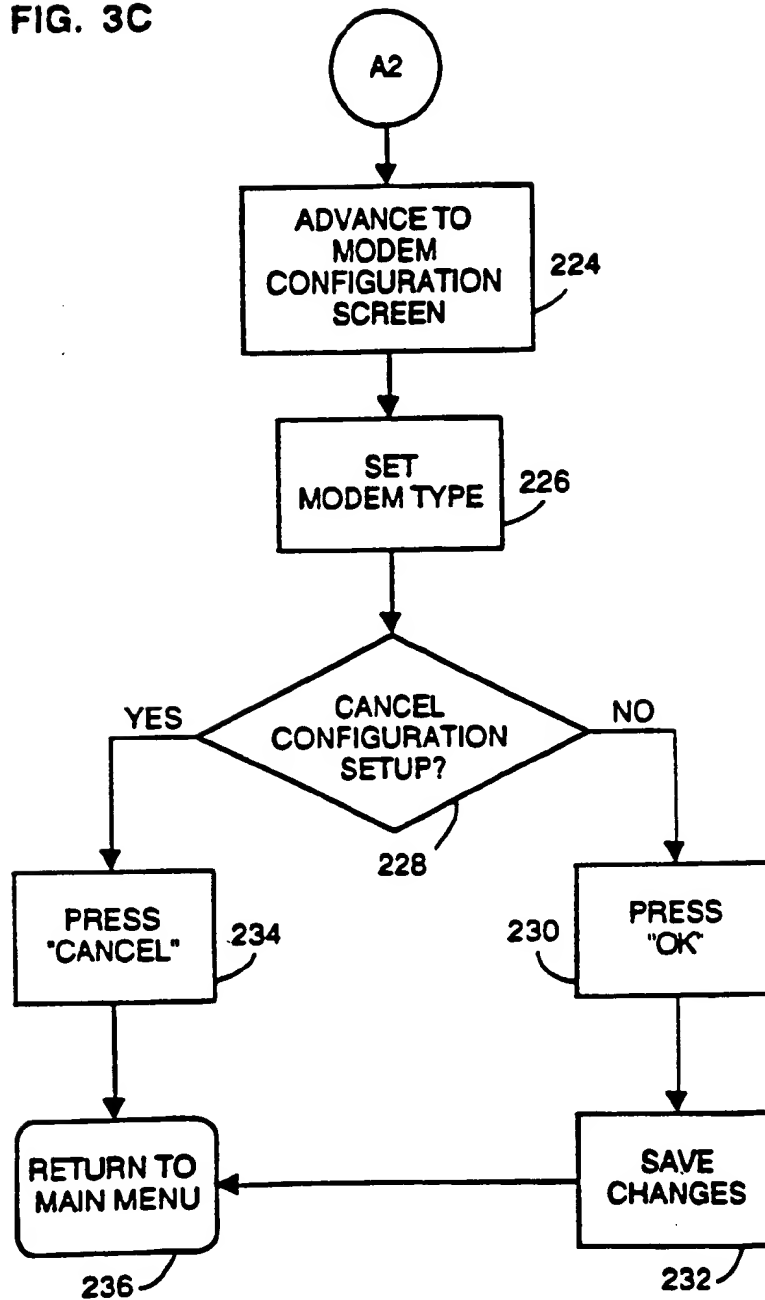 FIG. 3C
A2
ADVANCE TO
MODEM
CONFIGURATION
SCREEN
224
SET
MODEM TYPE
226
YES
CANCEL
CONFIGURATION
SETUP?
NO
228
PRESS
"CANCEL"
234
230
PRESS
"OK"
RETURN TO
MAIN MENU
236
SAVE
CHANGES
232